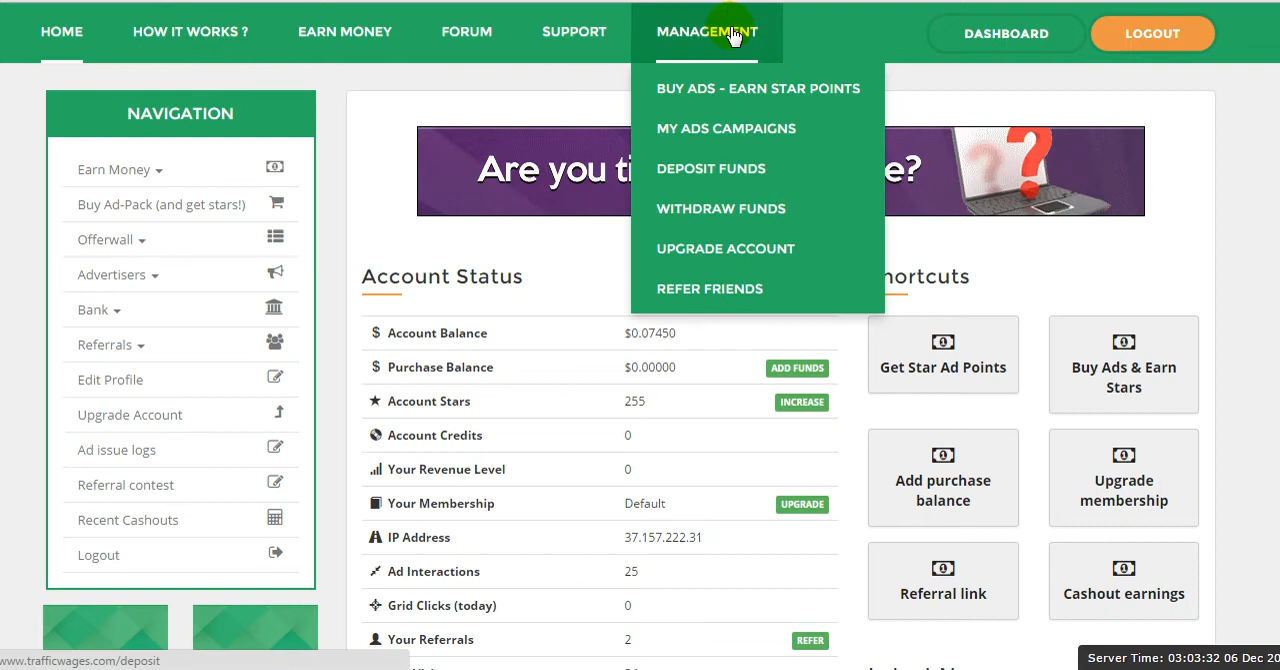 HOME
HOW IT WORKS ?
EARN MONEY
FORUM
SUPPORT
MANAGEMENT
DASHBOARD
LOGOUT
BUY ADS - EARN STAR POINTS
MY ADS CAMPAIGNS
DEPOSIT FUNDS
WITHDRAW FUNDS
UPGRADE ACCOUNT
REFER FRIENDS
NAVIGATION
Earn Money
Buy Ad-Pack (and get stars!)
Offerwall
Advertisers
Bank
Referrals
Edit Profile
Upgrade Account
Ad issue logs
Referral contest
Recent Cashouts
Logout
Are you ti
e?
Account Status
Account Balance $0.07450
Purchase Balance $0.00000 ADD FUNDS
Account Stars 255 INCREASE
Account Credits 0
Your Revenue Level 0
Your Membership Default UPGRADE
IP Address 37.157.222.31
Ad Interactions 25
Grid Clicks (today) 0
Your Referrals 2 REFER
hortcuts
Get Star Ad Points
Buy Ads & Earn
Stars
Add purchase
balance
Upgrade
membership
Referral link
Cashout earnings
www.trafficwages.com/deposit
Server Time: 03:03:32 06 Dec 20